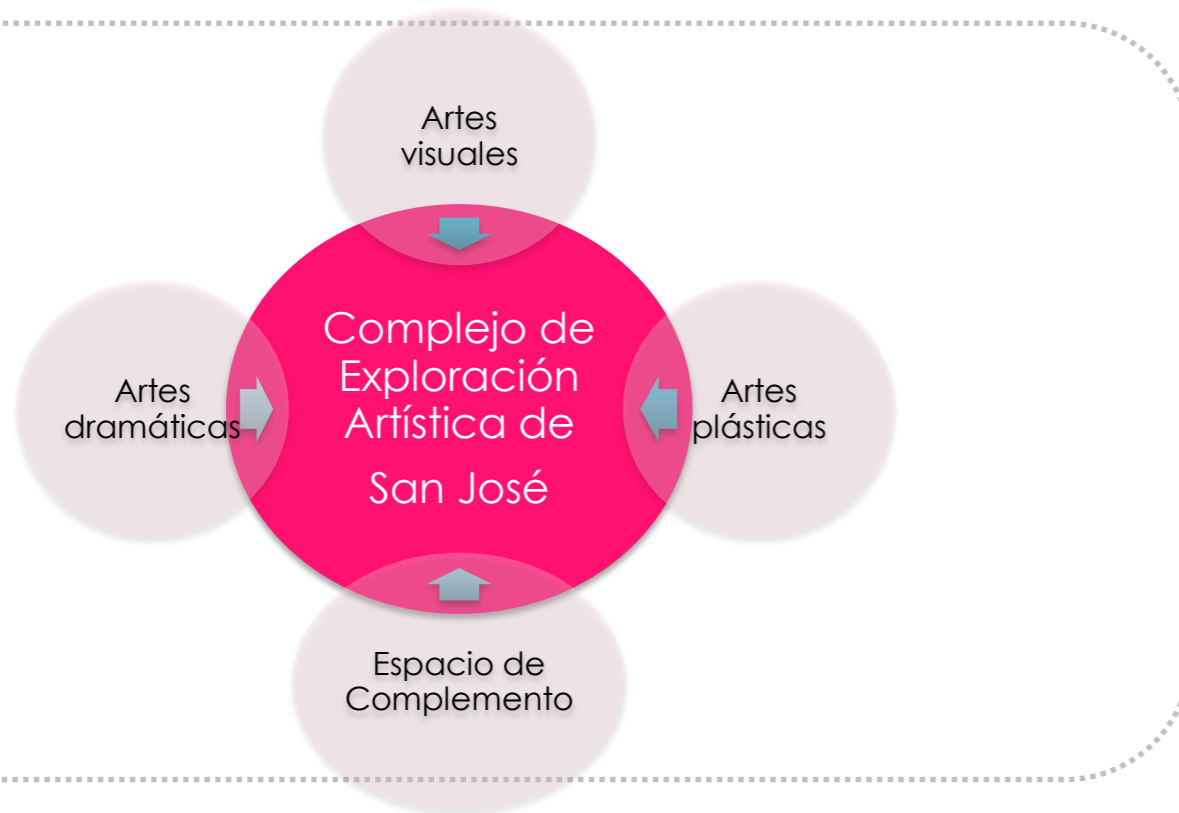 Artes
visuales
Artes
dramáticas
Complejo de
Exploración
Artística de
San José
Artes
plásticas
Espacio de
Complemento